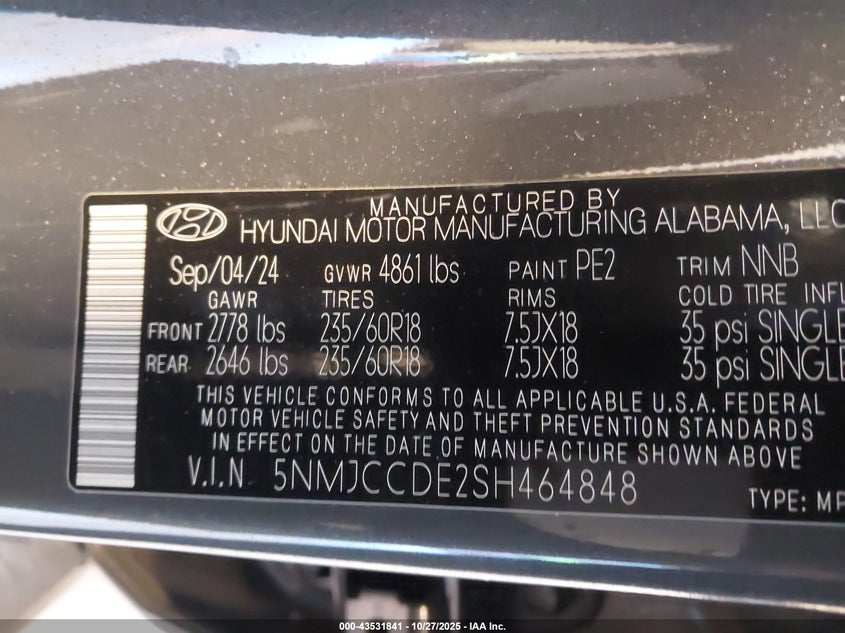 MANUFACTURED BY
HYUNDAI MOTOR MANUFACTURING ALABAMA, LLC
Sep/04/24 GVWR 4861 lbs PAINT PE2 TRIM NNB
GAWR TIRES RIMS COLD TIRE INFL
FRONT 2778 lbs 235/60R18 7.5JX18 35 psi SINGLE
REAR 2646 lbs 235/60R18 7.5JX18 35 psi SINGLE
THIS VEHICLE CONFORMS TO ALL APPLICABLE U.S.A. FEDERAL
MOTOR VEHICLE SAFETY AND THEFT PREVENTION STANDARDS
IN EFFECT ON THE DATE OF MANUFACTURE SHOWN ABOVE
V.I.N 5NMJCCDE2SH464848
TYPE: MP
000-43531841 - 10/27/2025 - IAA Inc.